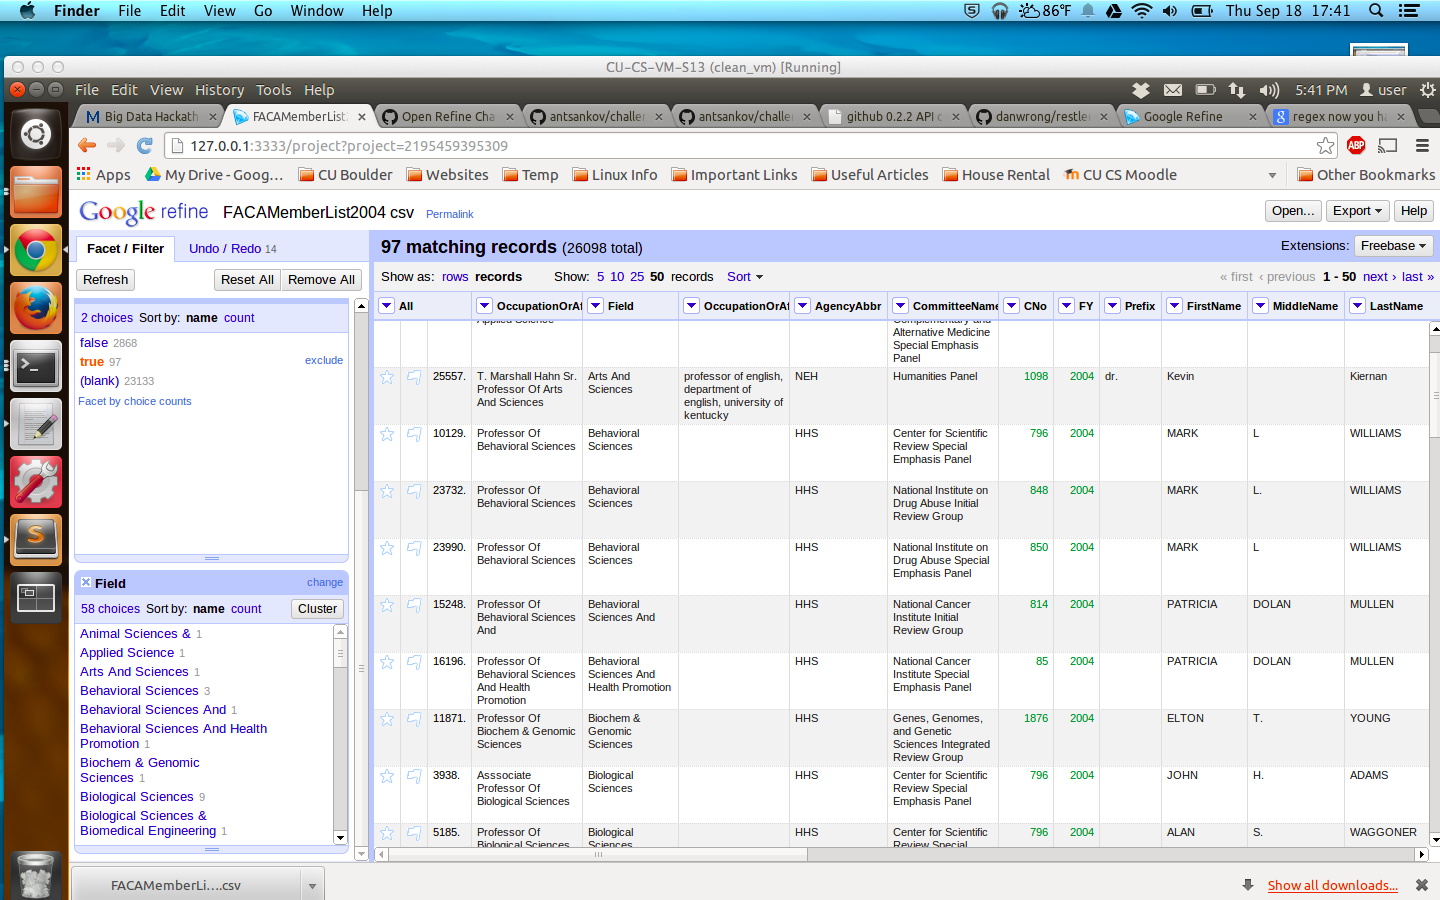 Finder File Edit View Go Window Help 86°F Thu Sep 18 17:41
CU-CS-VM-S13 (clean_vm) [Running]
File Edit View History Tools Help 5:41 PM user
Big Data Hackath FACAMemberList Open Refine Cha antsankov/challen antsankov/challen github 0.2.2 API d danwrong/restler Google Refine regex now you ha
127.0.0.1:3333/project?project=2195459395309 ABP
Apps My Drive - Goog... CU Boulder Websites Temp Linux Info Important Links Useful Articles House Rental CU CS Moodle Other Bookmarks
Google refine FACAMemberList2004 csv Permalink Open... Export Help
Facet / Filter Undo / Redo 14 97 matching records (26098 total) Extensions: Freebase
Refresh Reset All Remove All Show as: rows records Show: 5 10 25 50 records Sort « first ‹ previous 1 - 50 next › last »
2 choices Sort by: name count
false 2868
true 97 exclude
(blank) 23133
Facet by choice counts
Field change
58 choices Sort by: name count Cluster
Animal Sciences & 1
Applied Science 1
Arts And Sciences 1
Behavioral Sciences 3
Behavioral Sciences And 1
Behavioral Sciences And Health
Promotion 1
Biochem & Genomic
Sciences 1
Biological Sciences 9
Biological Sciences &
Biomedical Engineering 1
All OccupationOrAf Field OccupationOrAf AgencyAbbr CommitteeName CNo FY Prefix FirstName MiddleName LastName
Applied Science Complementary and
Alternative Medicine
Special Emphasis
Panel
25557. T. Marshall Hahn Sr. Arts And professor of english, NEH Humanities Panel 1098 2004 dr. Kevin Kiernan
Professor Of Arts Sciences department of
And Sciences english, university of
kentucky
10129. Professor Of Behavioral HHS Center for Scientific 796 2004 MARK L WILLIAMS
Behavioral Sciences Sciences Review Special
Emphasis Panel
23732. Professor Of Behavioral HHS National Institute on 848 2004 MARK L. WILLIAMS
Behavioral Sciences Sciences Drug Abuse Initial
Review Group
23990. Professor Of Behavioral HHS National Institute on 850 2004 MARK L WILLIAMS
Behavioral Sciences Sciences Drug Abuse Special
Emphasis Panel
15248. Professor Of Behavioral HHS National Cancer 814 2004 PATRICIA DOLAN MULLEN
Behavioral Sciences Sciences And Institute Initial
And Review Group
16196. Professor Of Behavioral HHS National Cancer 85 2004 PATRICIA DOLAN MULLEN
Behavioral Sciences Sciences And Institute Special
And Health Health Promotion Emphasis Panel
Promotion
11871. Professor Of Biochem & HHS Genes, Genomes, 1876 2004 ELTON T. YOUNG
Biochem & Genomic Genomic and Genetic
Sciences Sciences Sciences Integrated
Review Group
3938. Asssociate Biological HHS Center for Scientific 796 2004 JOHN H. ADAMS
Professor Of Sciences Review Special
Biological Sciences Emphasis Panel
5185. Professor Of Biological HHS Center for Scientific 796 2004 ALAN S. WAGGONER
Biological Sciences Sciences Review Special
FACAMemberLi....csv Show all downloads...